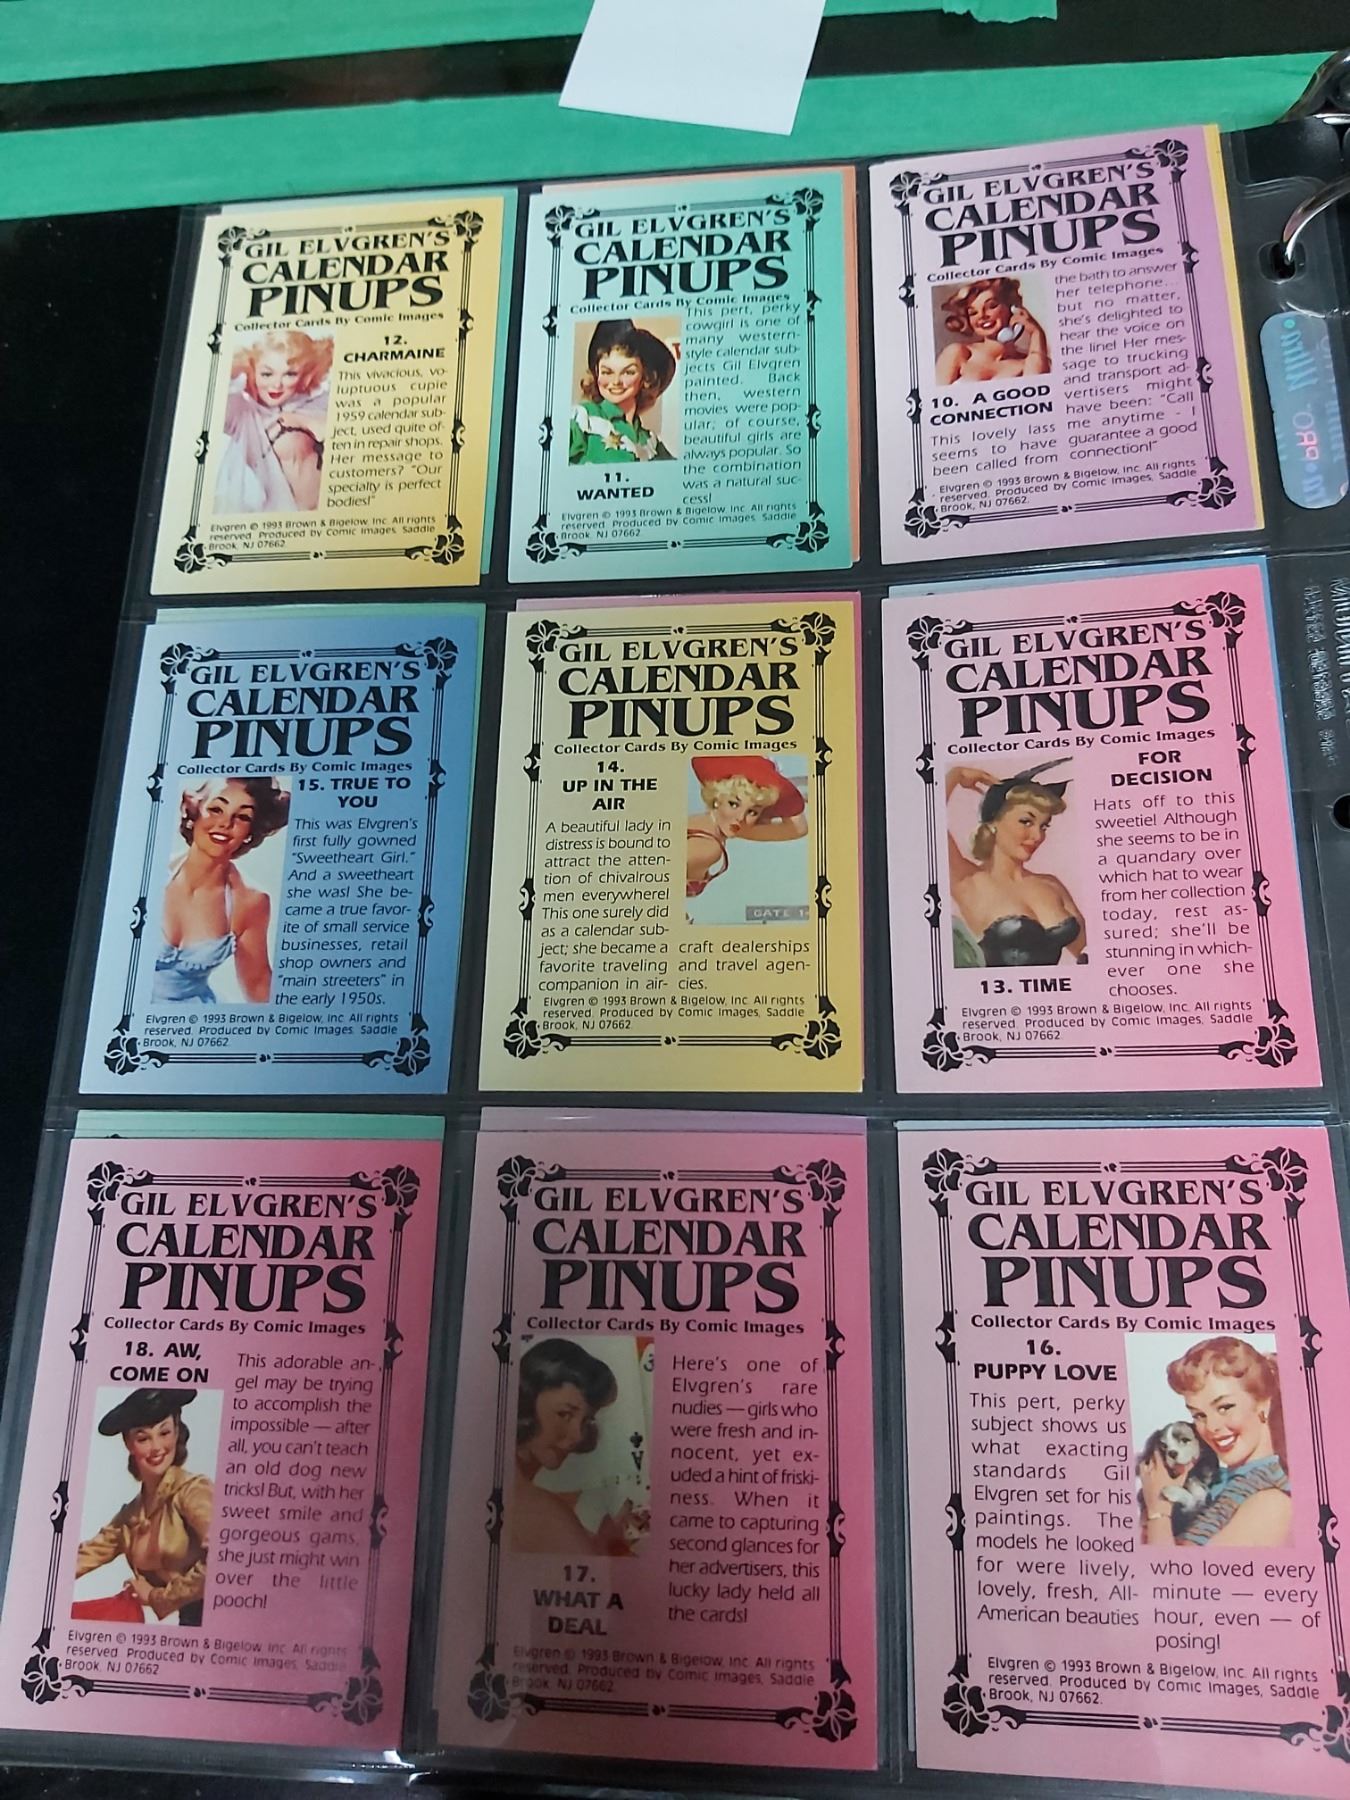 GIL ELVGREN'S
CALENDAR
PINUPS
Collector Cards By Comic Images
12.
CHARMAINE
This vivacious, vo-
luptuous cupie
was a popular
1959 calendar sub-
ject, used quite of-
ten in repair shops.
Her message to
customers? "Our
specialty is perfect
bodies!"
Elvgren © 1993 Brown & Bigelow, Inc. All rights
reserved. Produced by Comic Images, Saddle
Brook, NJ 07662.
GIL ELVGREN'S
CALENDAR
PINUPS
Collector Cards By Comic Images
This pert, perky
cowgirl is one of
many western-
style calendar sub-
jects Gil Elvgren
painted. Back
then, western
movies were pop-
ular; of course,
beautiful girls are
always popular. So
the combination
was a natural suc-
cess!
11.
WANTED
Elvgren © 1993 Brown & Bigelow, Inc. All rights
reserved. Produced by Comic Images, Saddle
Brook, NJ 07662.
GIL ELVGREN'S
CALENDAR
PINUPS
Collector Cards By Comic Images
10. A GOOD
CONNECTION
This lovely lass
seems to have
been called from
the bath to answer
her telephone...
but no matter,
she's delighted to
hear the voice on
the line! Her mes-
sage to trucking
and transport ad-
vertisers might
have been: "Call
me anytime - I
guarantee a good
connection!"
Elvgren © 1993 Brown & Bigelow, Inc. All rights
reserved. Produced by Comic Images, Saddle
Brook, NJ 07662.
GIL ELVGREN'S
CALENDAR
PINUPS
Collector Cards By Comic Images
15. TRUE TO
YOU
This was Elvgren's
first fully gowned
"Sweetheart Girl."
And a sweetheart
she was! She be-
came a true favor-
ite of small service
businesses, retail
shop owners and
"main streeters" in
the early 1950s.
Elvgren © 1993 Brown & Bigelow, Inc. All rights
reserved. Produced by Comic Images, Saddle
Brook, NJ 07662.
GIL ELVGREN'S
CALENDAR
PINUPS
Collector Cards By Comic Images
14.
UP IN THE
AIR
A beautiful lady in
distress is bound to
attract the atten-
tion of chivalrous
men everywhere!
This one surely did
as a calendar sub-
ject; she became a
favorite traveling
companion in air-
craft dealerships
and travel agen-
cies.
GATE 1
Elvgren © 1993 Brown & Bigelow, Inc. All rights
reserved. Produced by Comic Images, Saddle
Brook, NJ 07662.
GIL ELVGREN'S
CALENDAR
PINUPS
Collector Cards By Comic Images
13. TIME
FOR
DECISION
Hats off to this
sweetie! Although
she seems to be in
a quandary over
which hat to wear
from her collection
today, rest as-
sured; she'll be
stunning in which-
ever one she
chooses.
Elvgren © 1993 Brown & Bigelow, Inc. All rights
reserved. Produced by Comic Images, Saddle
Brook, NJ 07662.
GIL ELVGREN'S
CALENDAR
PINUPS
Collector Cards By Comic Images
18. AW,
COME ON
This adorable an-
gel may be trying
to accomplish the
impossible — after
all, you can't teach
an old dog new
tricks! But, with her
sweet smile and
gorgeous gams,
she just might win
over the little
pooch!
Elvgren © 1993 Brown & Bigelow, Inc. All rights
reserved. Produced by Comic Images, Saddle
Brook, NJ 07662
GIL ELVGREN'S
CALENDAR
PINUPS
Collector Cards By Comic Images
3
A
17.
WHAT A
DEAL
Here's one of
Elvgren's rare
nudies — girls who
were fresh and in-
nocent, yet ex-
uded a hint of friski-
ness. When it
came to capturing
second glances for
her advertisers, this
lucky lady held all
the cards!
Elvgren © 1993 Brown & Bigelow, Inc. All rights
reserved. Produced by Comic Images, Saddle
Brook, NJ 07662.
GIL ELVGREN'S
CALENDAR
PINUPS
Collector Cards By Comic Images
16.
PUPPY LOVE
This pert, perky
subject shows us
what exacting
standards Gil
Elvgren set for his
paintings. The
models he looked
for were lively,
lovely, fresh, All-
American beauties
who loved every
minute — every
hour, even — of
posing!
Elvgren © 1993 Brown & Bigelow, Inc. All rights
reserved. Produced by Comic Images, Saddle
Brook, NJ 07662.